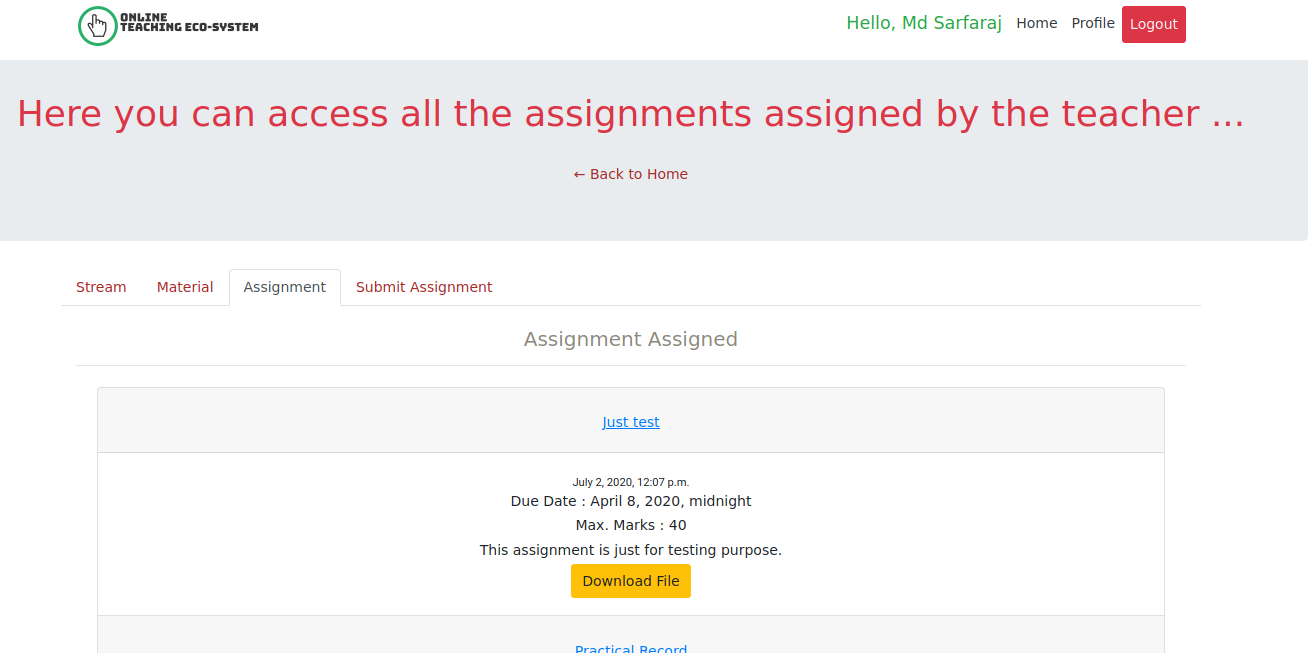 ONLINE
TEACHING ECO-SYSTEM
Hello, Md Sarfaraj Home Profile Logout
Here you can access all the assignments assigned by the teacher ...
← Back to Home
Stream Material Assignment Submit Assignment
Assignment Assigned
Just test
July 2, 2020, 12:07 p.m.
Due Date : April 8, 2020, midnight
Max. Marks : 40
This assignment is just for testing purpose.
Download File
Practical Record